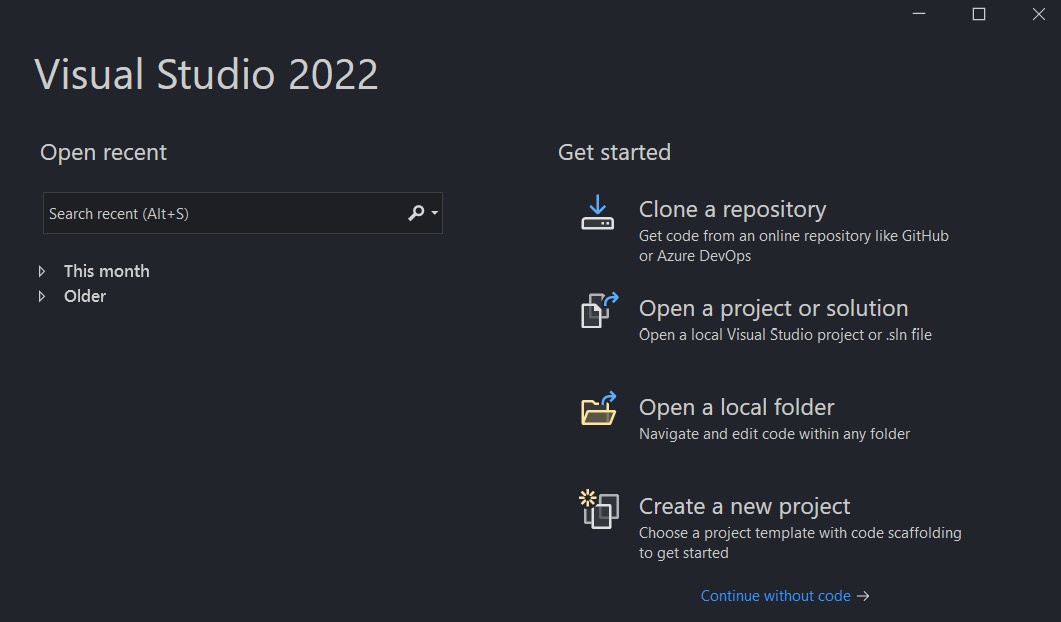 Visual Studio 2022
Open recent
Search recent (Alt+S)
This month
Older
Get started
Clone a repository
Get code from an online repository like GitHub
or Azure DevOps
Open a project or solution
Open a local Visual Studio project or .sln file
Open a local folder
Navigate and edit code within any folder
Create a new project
Choose a project template with code scaffolding
to get started
Continue without code →